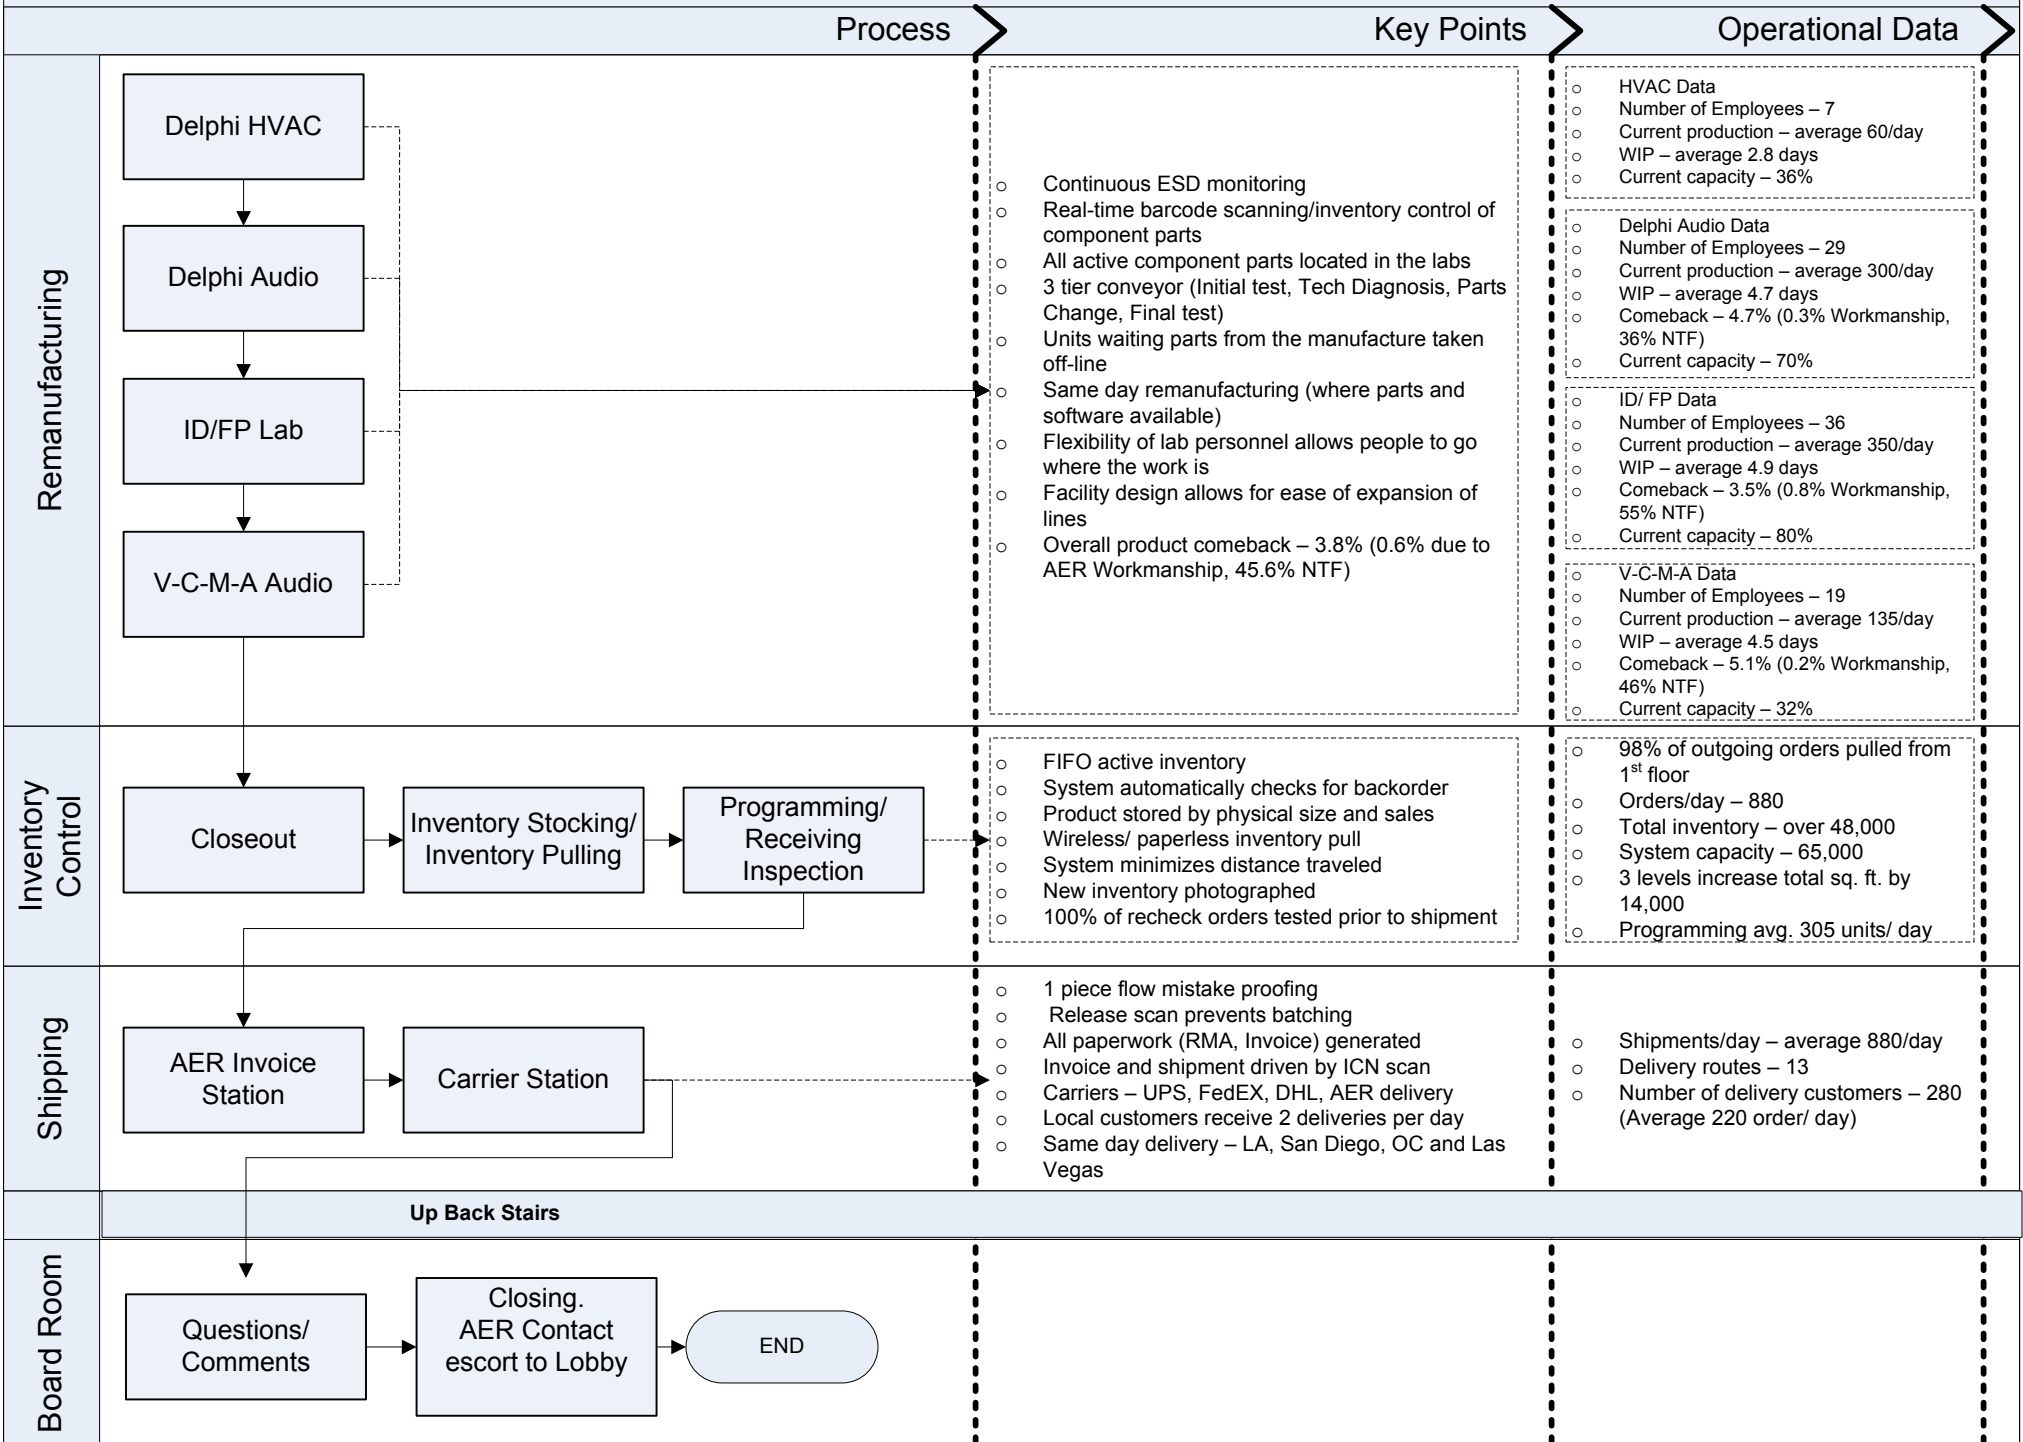 Process
Key Points
Operational Data
Remanufacturing
Delphi HVAC
Delphi Audio
ID/FP Lab
V-C-M-A Audio
o Continuous ESD monitoring
o Real-time barcode scanning/inventory control of
component parts
o All active component parts located in the labs
o 3 tier conveyor (Initial test, Tech Diagnosis, Parts
Change, Final test)
o Units waiting parts from the manufacture taken
off-line
o Same day remanufacturing (where parts and
software available)
o Flexibility of lab personnel allows people to go
where the work is
o Facility design allows for ease of expansion of
lines
o Overall product comeback – 3.8% (0.6% due to
AER Workmanship, 45.6% NTF)
o HVAC Data
o Number of Employees – 7
o Current production – average 60/day
o WIP – average 2.8 days
o Current capacity – 36%
o Delphi Audio Data
o Number of Employees – 29
o Current production – average 300/day
o WIP – average 4.7 days
o Comeback – 4.7% (0.3% Workmanship,
36% NTF)
o Current capacity – 70%
o ID/ FP Data
o Number of Employees – 36
o Current production – average 350/day
o WIP – average 4.9 days
o Comeback – 3.5% (0.8% Workmanship,
55% NTF)
o Current capacity – 80%
o V-C-M-A Data
o Number of Employees – 19
o Current production – average 135/day
o WIP – average 4.5 days
o Comeback – 5.1% (0.2% Workmanship,
46% NTF)
o Current capacity – 32%
Inventory
Control
Closeout
Inventory Stocking/
Inventory Pulling
Programming/
Receiving
Inspection
o FIFO active inventory
o System automatically checks for backorder
o Product stored by physical size and sales
o Wireless/ paperless inventory pull
o System minimizes distance traveled
o New inventory photographed
o 100% of recheck orders tested prior to shipment
o 98% of outgoing orders pulled from
1st floor
o Orders/day – 880
o Total inventory – over 48,000
o System capacity – 65,000
o 3 levels increase total sq. ft. by
14,000
o Programming avg. 305 units/ day
Shipping
AER Invoice
Station
Carrier Station
o 1 piece flow mistake proofing
o Release scan prevents batching
o All paperwork (RMA, Invoice) generated
o Invoice and shipment driven by ICN scan
o Carriers – UPS, FedEX, DHL, AER delivery
o Local customers receive 2 deliveries per day
o Same day delivery – LA, San Diego, OC and Las
Vegas
o Shipments/day – average 880/day
o Delivery routes – 13
o Number of delivery customers – 280
(Average 220 order/ day)
Up Back Stairs
Board Room
Questions/
Comments
Closing.
AER Contact
escort to Lobby
END